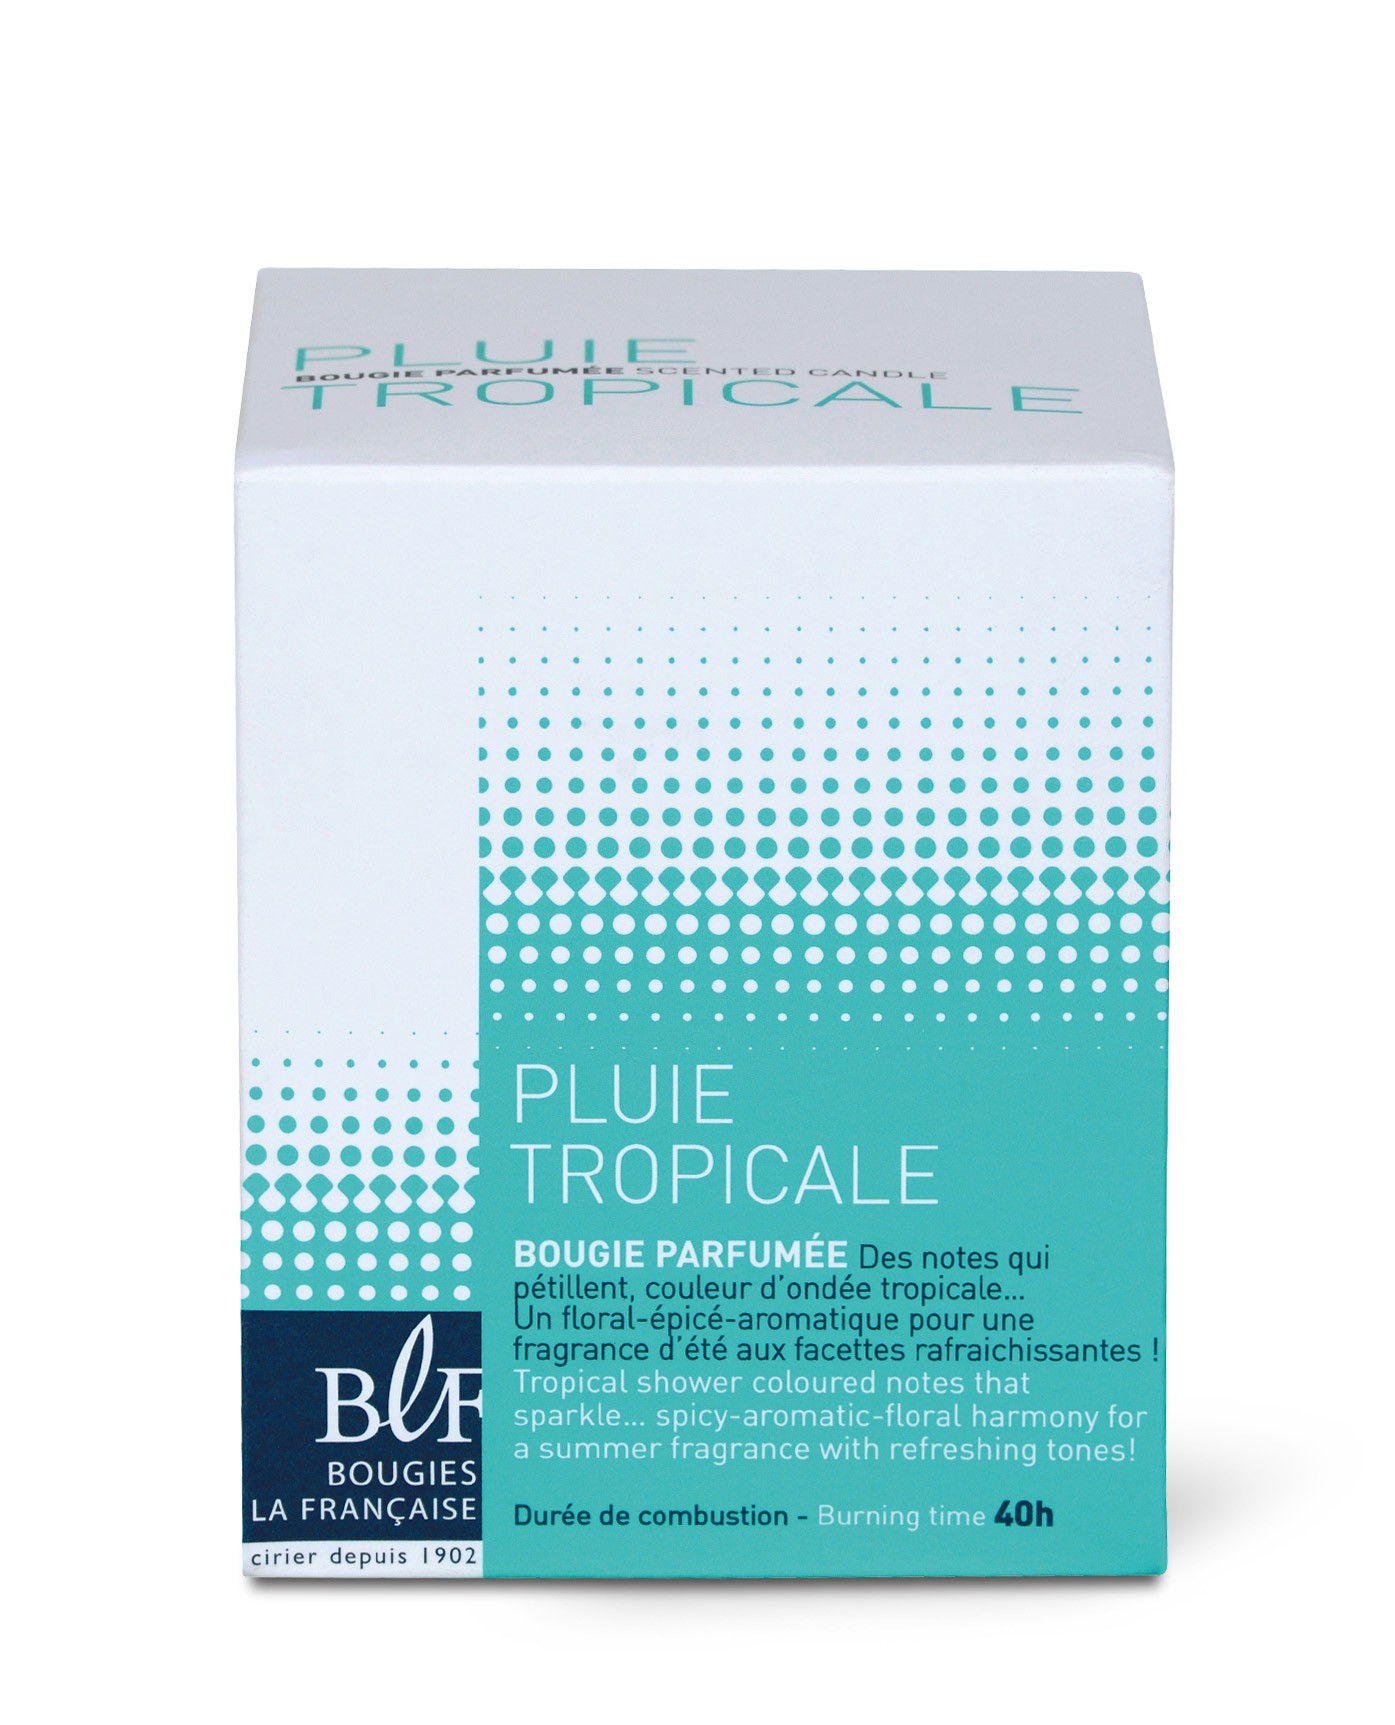 PLUIE
BOUGIE PARFUMÉE SCENTED CANDLE
TROPICALE
PLUIE
TROPICALE
BOUGIE PARFUMÉE Des notes qui
pétillent, couleur d'ondée tropicale...
Un floral-épicé-aromatique pour une
fragrance d'été aux facettes rafraichissantes !
Tropical shower coloured notes that
sparkle... spicy-aromatic-floral harmony for
a summer fragrance with refreshing tones!
Durée de combustion - Burning time 40h
BlF
BOUGIES
LA FRANÇAISE
cirier depuis 1902